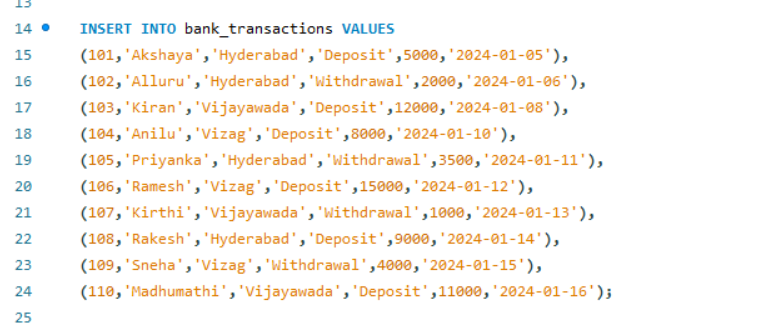 13
14 INSERT INTO bank_transactions VALUES
15 (101,'Akshaya','Hyderabad','Deposit',5000,'2024-01-05'),
16 (102,'Alluru','Hyderabad','Withdrawal',2000,'2024-01-06'),
17 (103,'Kiran','Vijayawada','Deposit',12000,'2024-01-08'),
18 (104,'Anilu','Vizag','Deposit',8000,'2024-01-10'),
19 (105,'Priyanka','Hyderabad','Withdrawal',3500,'2024-01-11'),
20 (106,'Ramesh','Vizag','Deposit',15000,'2024-01-12'),
21 (107,'Kirthi','Vijayawada','Withdrawal',1000,'2024-01-13'),
22 (108,'Rakesh','Hyderabad','Deposit',9000,'2024-01-14'),
23 (109,'Sneha','Vizag','Withdrawal',4000,'2024-01-15'),
24 (110,'Madhumathi','Vijayawada','Deposit',11000,'2024-01-16');
25